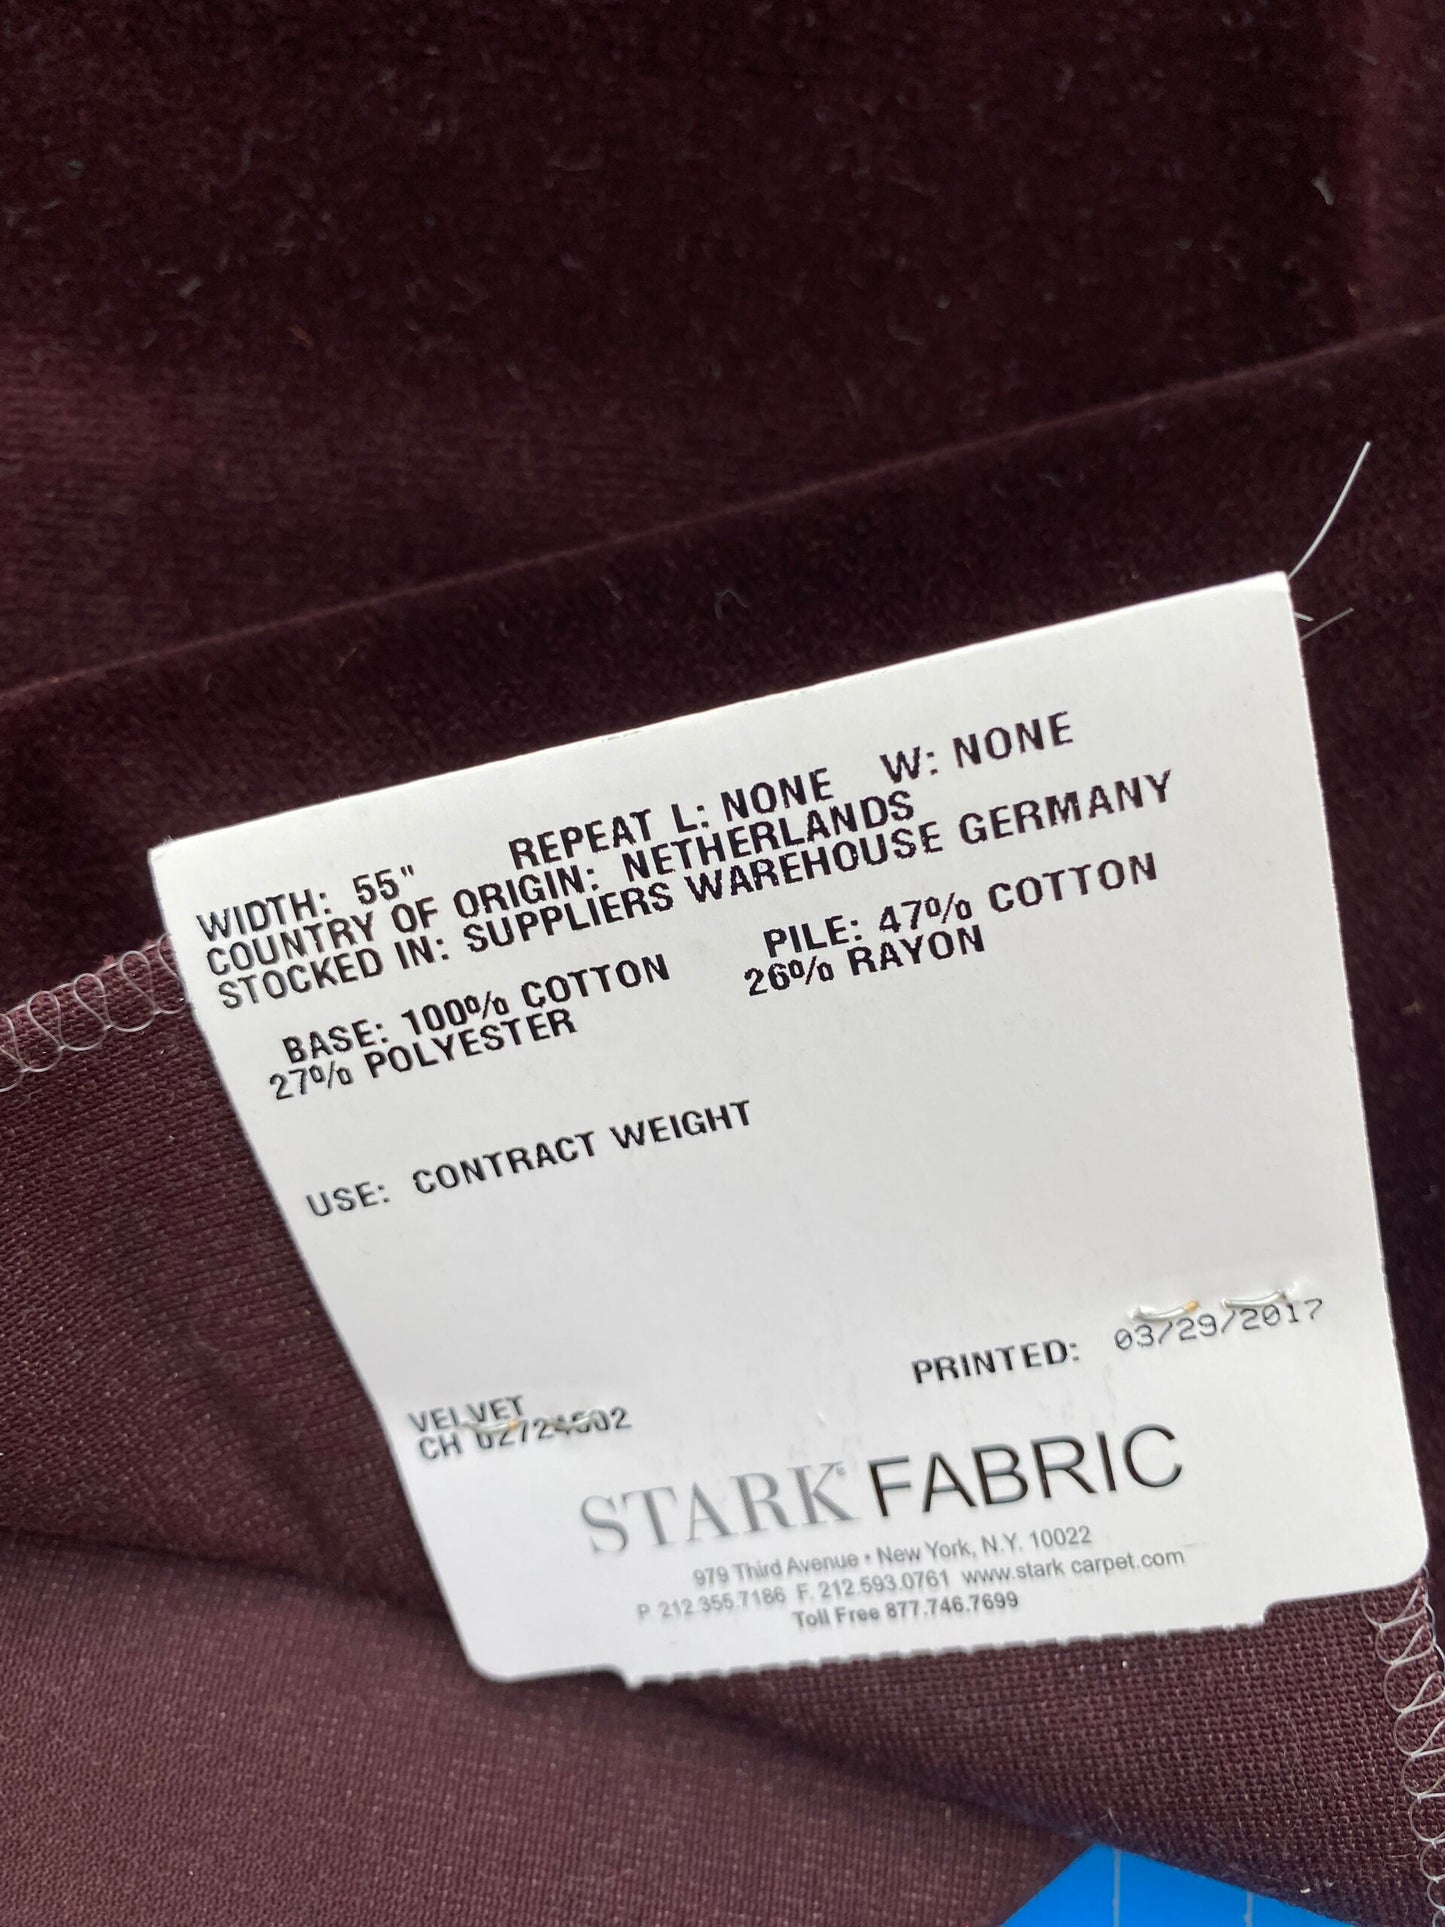 WIDTH: 55" REPEAT L: NONE W: NONE
COUNTRY OF ORIGIN: NETHERLANDS
STOCKED IN: SUPPLIERS WAREHOUSE GERMANY
BASE: 100% COTTON PILE: 47% COTTON
27% POLYESTER 26% RAYON
USE: CONTRACT WEIGHT
PRINTED: 03/29/2017
VELVET
CH
STARK® FABRIC
979 Third Avenue • New York, N.Y. 10022
P 212.355.7186 F. 212.593.0761 www.stark carpet.com
Toll Free 877.746.7699